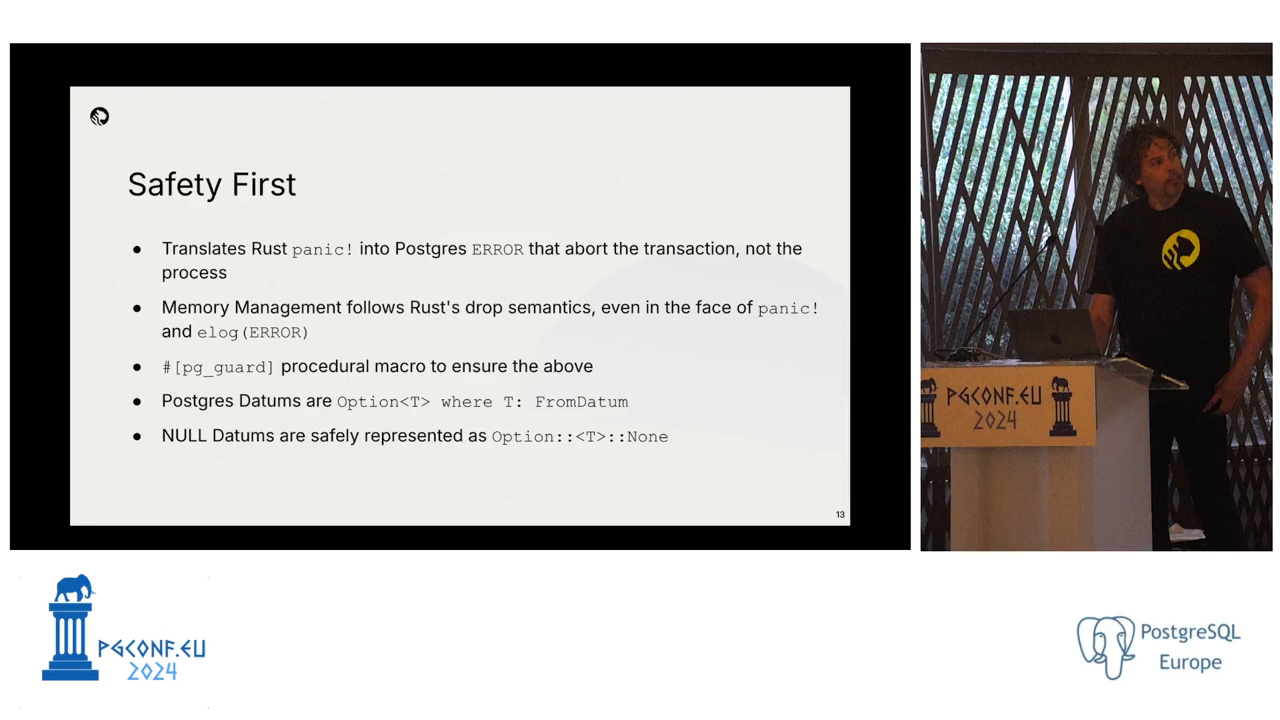 Safety First
● Translates Rust panic! into Postgres ERROR that abort the transaction, not the
process
● Memory Management follows Rust's drop semantics, even in the face of panic!
and elog(ERROR)
● #[pg_guard] procedural macro to ensure the above
● Postgres Datums are Option<T> where T: FromDatum
● NULL Datums are safely represented as Option::<T>::None
13
PGCONF.EU
2024
PGCONF.EU
2024
PostgreSQL
Europe